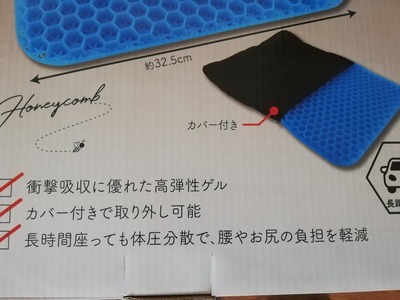 約32.5cm
Honeycomb
カバー付き
衝撃吸収に優れた高弾性ゲル
カバー付きで取り外し可能
長時間座っても体圧分散で、腰やお尻の負担を軽減
長距